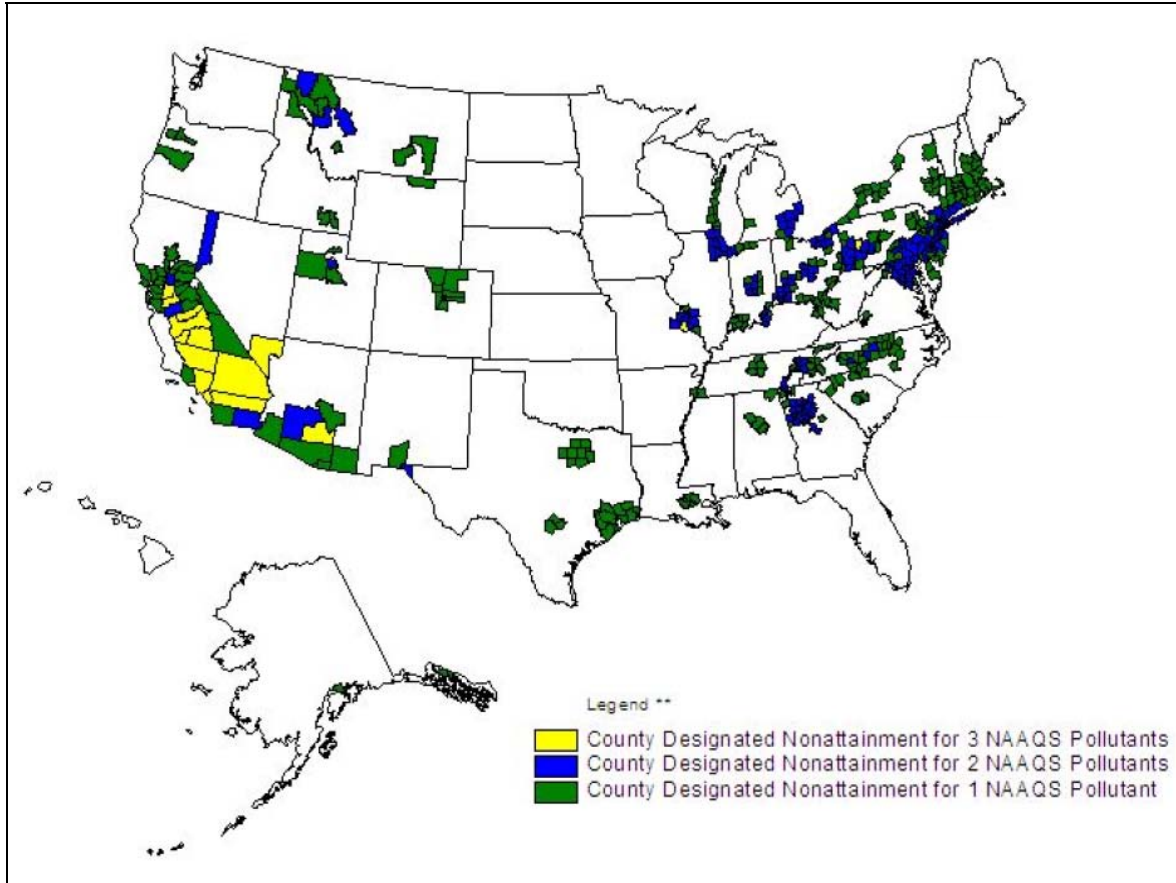 Legend **
County Designated Nonattainment for 3 NAAQS Pollutants
County Designated Nonattainment for 2 NAAQS Pollutants
County Designated Nonattainment for 1 NAAQS Pollutant